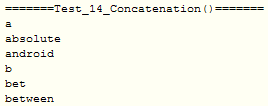 =======Test_14_Concatenation()=======
a
absolute
android
b
bet
between